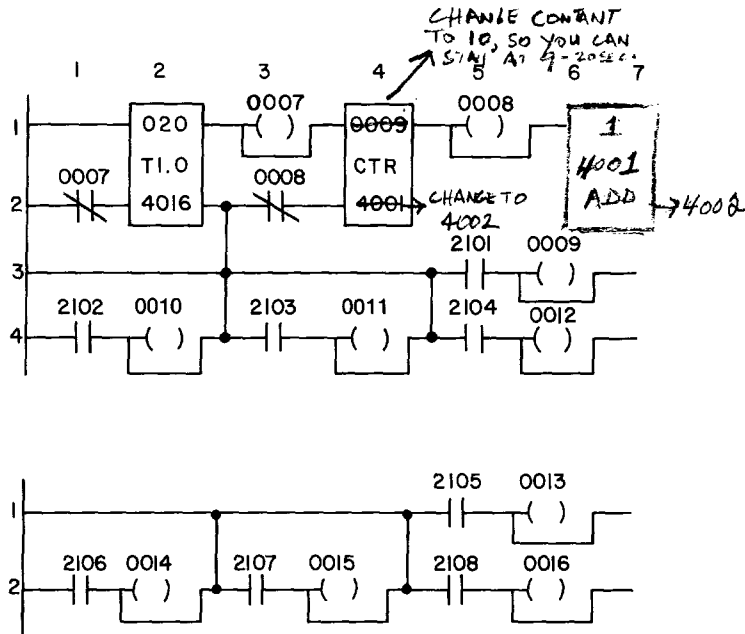 CHANGE CONTANT
TO 10, SO YOU CAN
STAY AT 9-20SEC.
1 2 3 4 5 6 7
1 020 0007 ( ) 0009 0008 ( ) 1
T1.0 CTR 4001
0007 0008 ADD
2 4016 4001 → CHANGE TO → 4002
4002
2101 0009
3 ( )
2102 0010 2103 0011 2104 0012
4 ( ) ( ) ( )
2105 0013
1 ( )
2106 0014 2107 0015 2108 0016
2 ( ) ( ) ( )